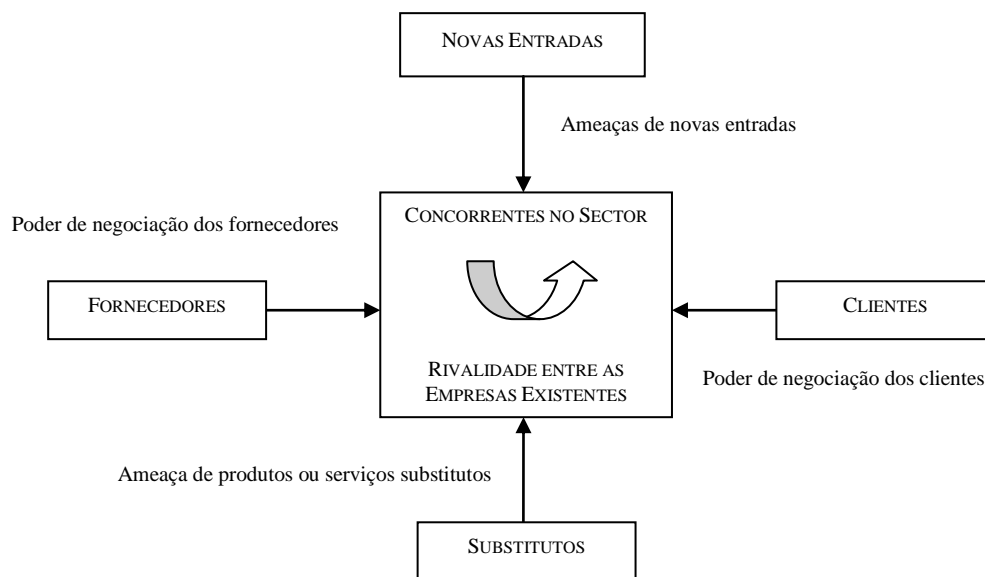 NOVAS ENTRADAS
Ameaças de novas entradas
CONCORRENTES NO SECTOR
Poder de negociação dos fornecedores
FORNECEDORES
CLIENTES
RIVALIDADE ENTRE AS
EMPRESAS EXISTENTES
Poder de negociação dos clientes
Ameaça de produtos ou serviços substitutos
SUBSTITUTOS